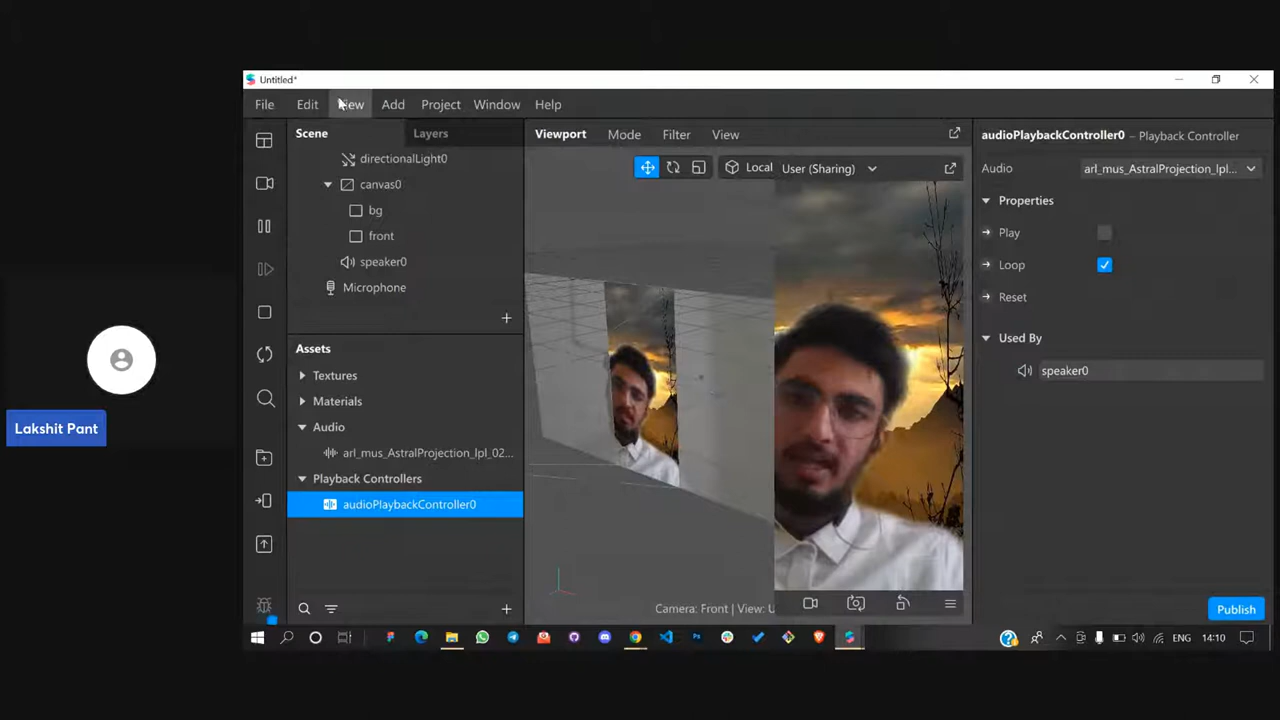 Untitled*
File Edit View Add Project Window Help
Scene Layers
directionalLight0
canvas0
bg
front
speaker0
Microphone
Assets
Textures
Materials
Audio
arl_mus_AstralProjection_lpl_02...
Playback Controllers
audioPlaybackController0
Viewport Mode Filter View
Local User (Sharing)
Camera: Front | View: U
audioPlaybackController0 – Playback Controller
Audio arl_mus_AstralProjection_lpl...
Properties
Play
Loop
Reset
Used By
speaker0
Publish
Lakshit Pant
ENG 14:10